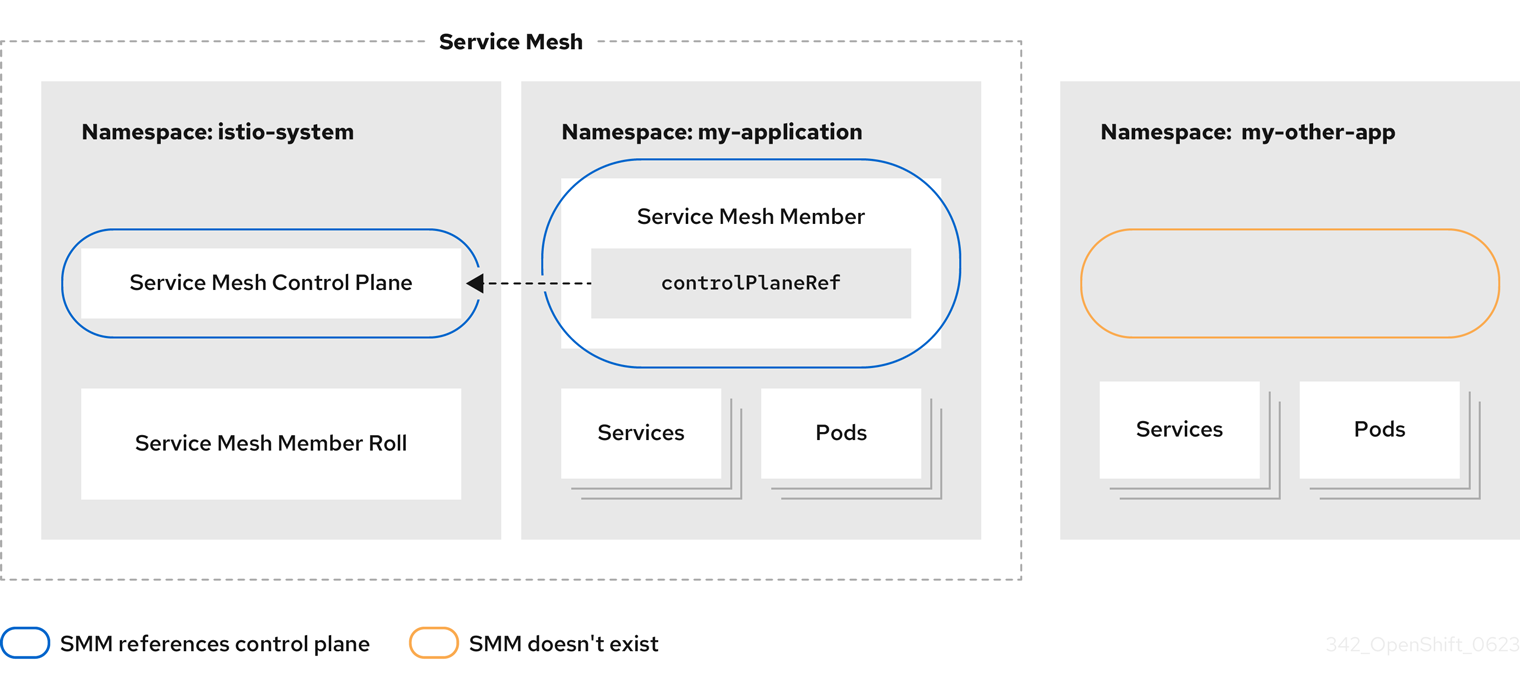 Service Mesh
Namespace: istio-system
Service Mesh Control Plane
Service Mesh Member Roll
Namespace: my-application
Service Mesh Member
controlPlaneRef
Services
Pods
Namespace: my-other-app
Services
Pods
SMM references control plane
SMM doesn't exist
342_OpenShift_0623